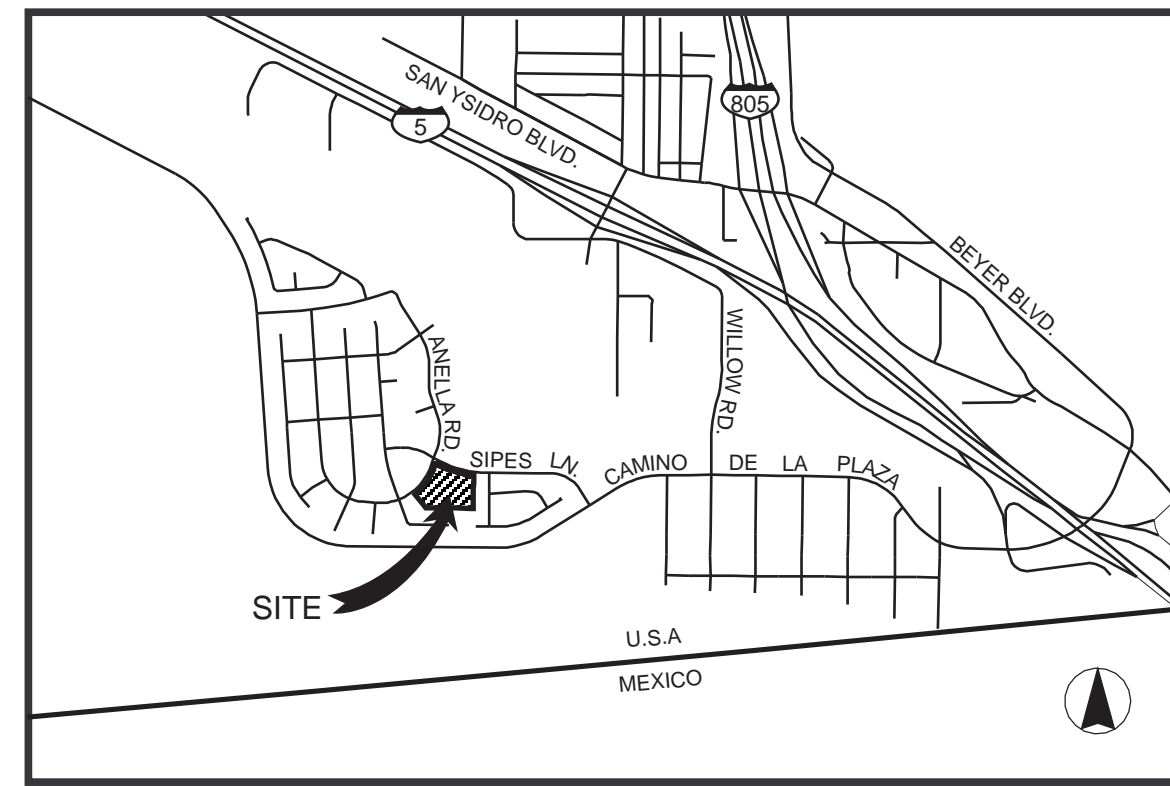 SAN YSIDRO BLVD.
805
5
BEYER BLVD.
WILLOW RD.
ANELLA RD.
SIPES LN.
CAMINO DE LA PLAZA
SITE
U.S.A
MEXICO